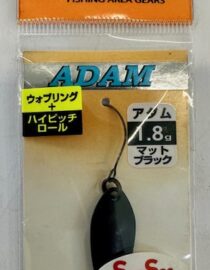 FISHING AREA GEARS
ADAM
ウォブリング
+
ハイピッチ
ロール
アダム
1.8g
マット
ブラック